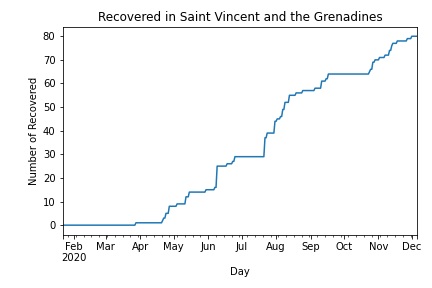 Recovered in Saint Vincent and the Grenadines
80
70
60
50
40
30
20
10
0
Number of Recovered
Feb Mar Apr May Jun Jul Aug Sep Oct Nov Dec
2020
Day